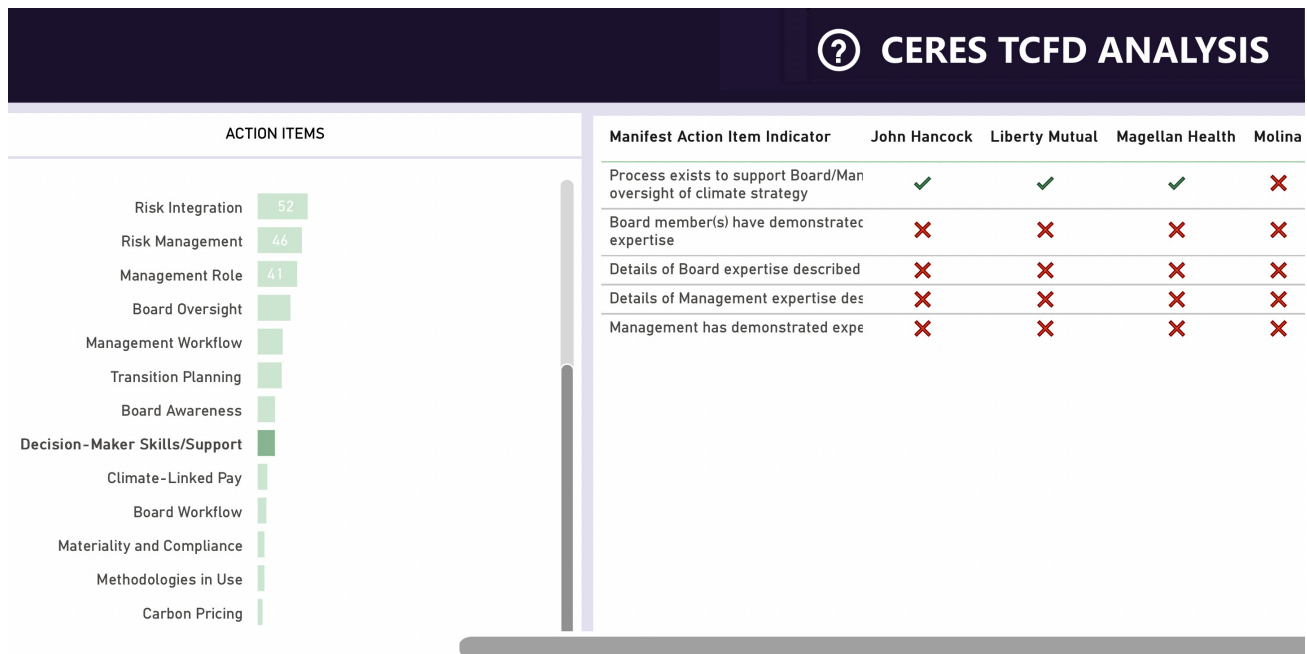 ? CERES TCFD ANALYSIS
ACTION ITEMS
Risk Integration 52
Risk Management 46
Management Role 41
Board Oversight
Management Workflow
Transition Planning
Board Awareness
Decision-Maker Skills/Support
Climate-Linked Pay
Board Workflow
Materiality and Compliance
Methodologies in Use
Carbon Pricing
Manifest Action Item Indicator John Hancock Liberty Mutual Magellan Health Molina
Process exists to support Board/Man
oversight of climate strategy
Board member(s) have demonstrated
expertise
Details of Board expertise described
Details of Management expertise des
Management has demonstrated expe